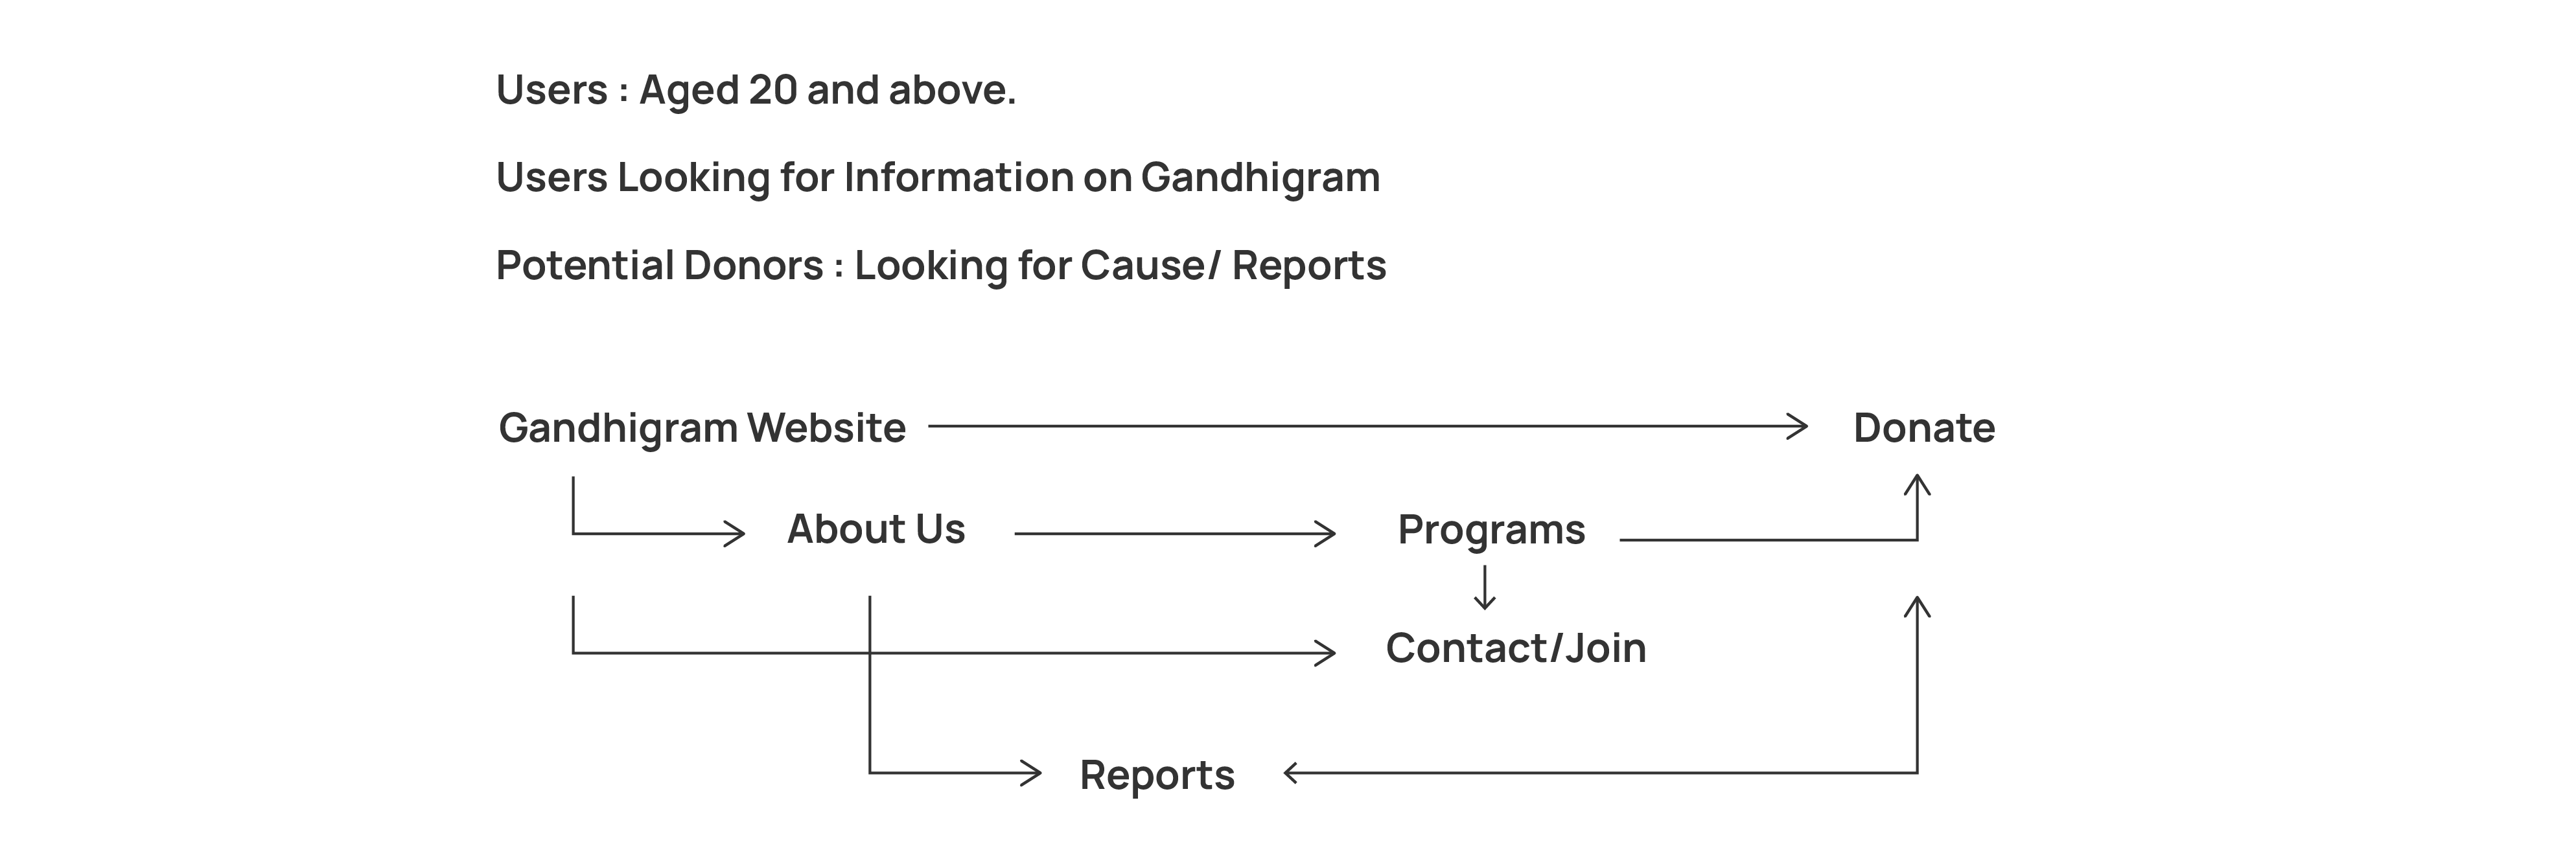 Users : Aged 20 and above.
Users Looking for Information on Gandhigram
Potential Donors : Looking for Cause/ Reports
Gandhigram Website
Donate
About Us
Programs
Contact/Join
Reports